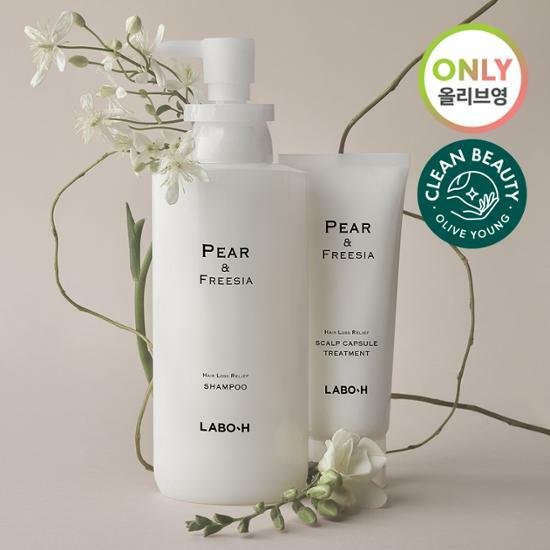 ONLY
올리브영
CLEAN BEAUTY
OLIVE YOUNG
PEAR
&
FREESIA
HAIR LOSS RELIEF
SHAMPOO
LABO-H
PEAR
&
FREESIA
HAIR LOSS RELIEF
SCALP CAPSULE
TREATMENT
LABO-H